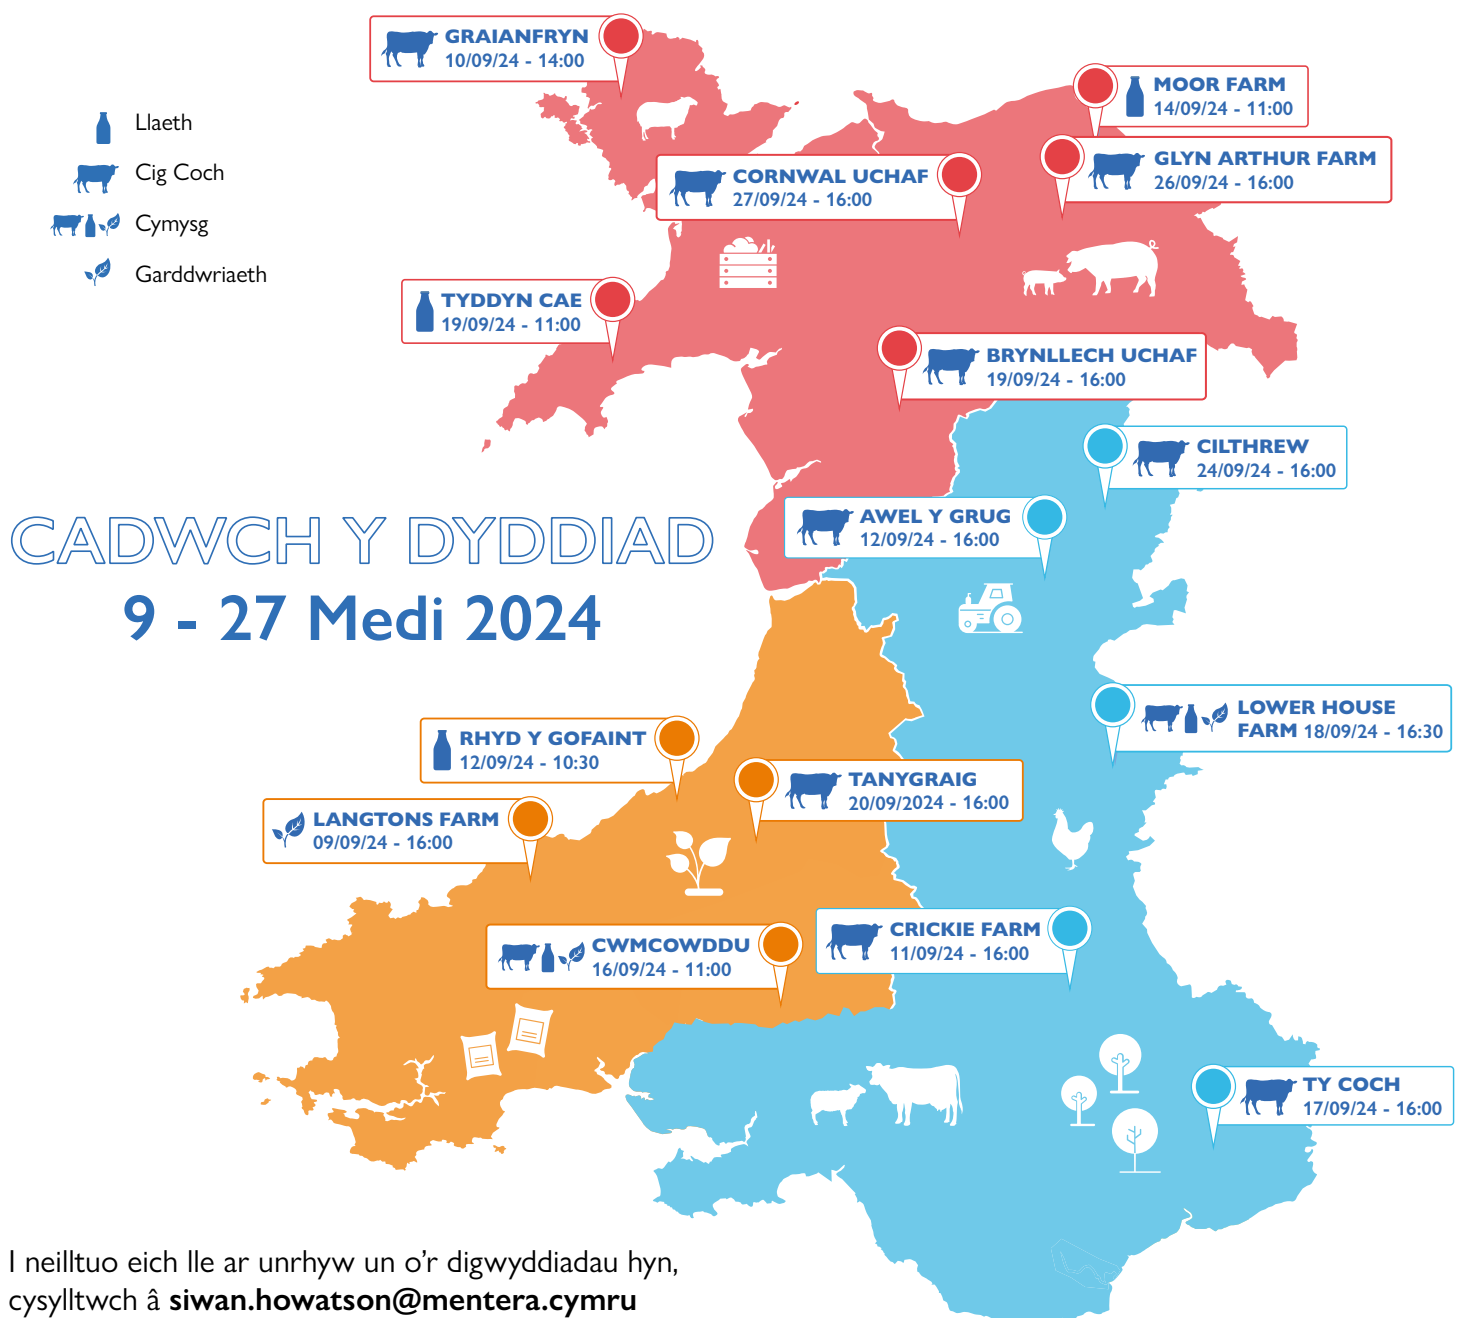 GRAIANFRYN
10/09/24 - 14:00
MOOR FARM
14/09/24 - 11:00
Llaeth
Cig Coch
Cymysg
Garddwriaeth
GLYN ARTHUR FARM
26/09/24 - 16:00
CORNWAL UCHAF
27/09/24 - 16:00
TYDDYN CAE
19/09/24 - 11:00
BRYNLLECH UCHAF
19/09/24 - 16:00
CILTHREW
24/09/24 - 16:00
AWEL Y GRUG
12/09/24 - 16:00
CADWCH Y DYDDIAD
9 - 27 Medi 2024
LOWER HOUSE
FARM 18/09/24 - 16:30
RHYD Y GOFAINT
12/09/24 - 10:30
TANYGRAIG
20/09/2024 - 16:00
LANGTONS FARM
09/09/24 - 16:00
CRICKIE FARM
11/09/24 - 16:00
CWMCOWDDU
16/09/24 - 11:00
TY COCH
17/09/24 - 16:00
I neilltuo eich lle ar unrhyw un o'r digwyddiadau hyn,
cysylltwch â siwan.howatson@mentera.cymru